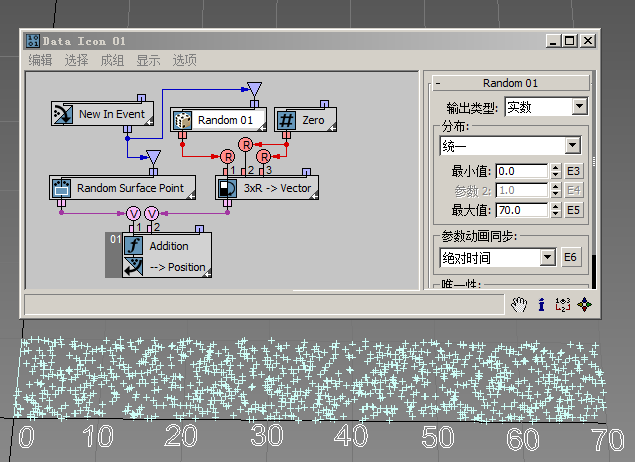 Data Icon 01
编辑 选择 成组 显示 选项
New In Event
Random 01
Zero
R
R R
1 2 3
Random Surface Point
3xR -> Vector
V V
1 2
01
Addition
--> Position
- Random 01
输出类型: 实数
分布:
统一
最小值: 0.0 E3
参数 2: 1.0 E4
最大值: 70.0 E5
参数动画同步:
绝对时间 E6
唯一性:
0 10 20 30 40 50 60 70